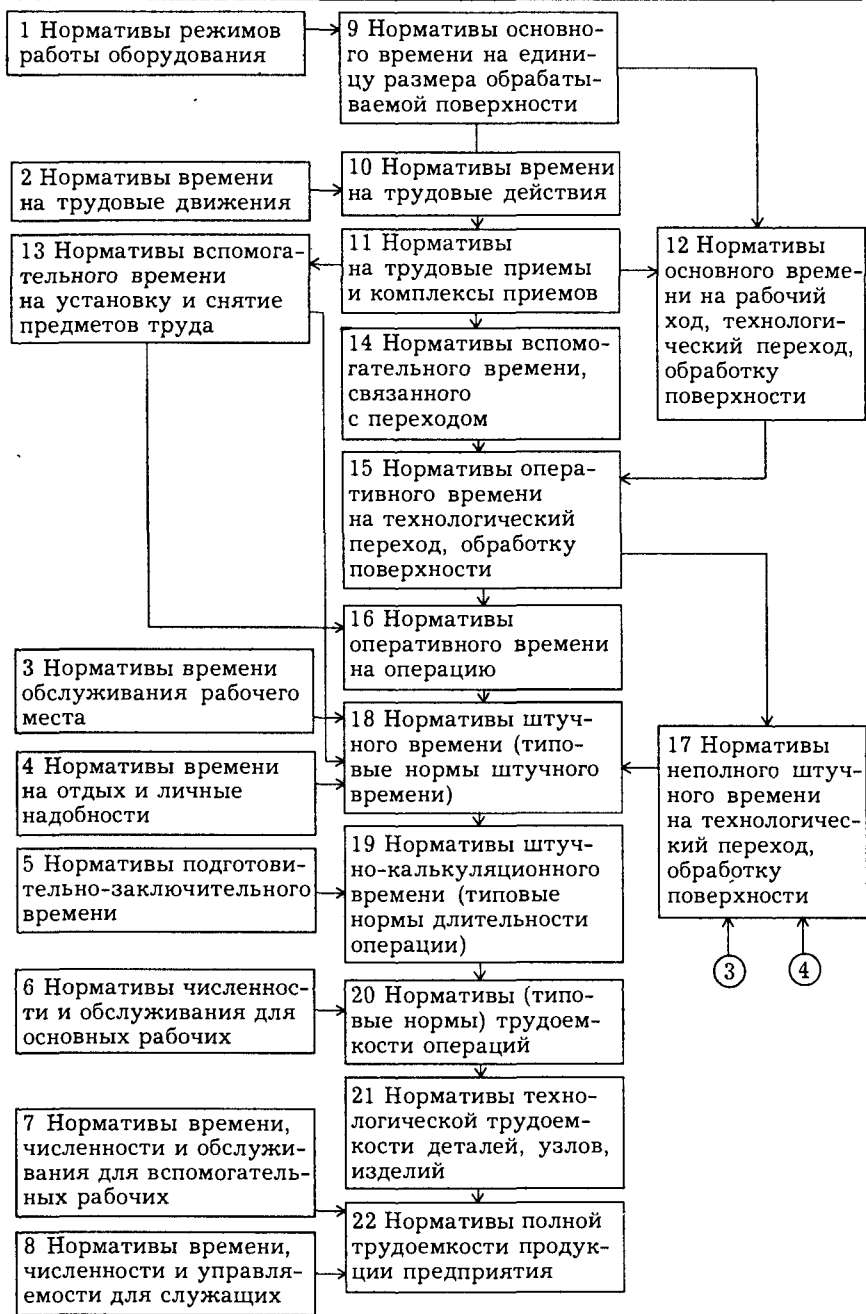 1 Нормативы режимов
работы оборудования
9 Нормативы основно-
го времени на едини-
цу размера обрабаты-
ваемой поверхности
2 Нормативы времени
на трудовые движения
10 Нормативы времени
на трудовые действия
13 Нормативы вспомога-
тельного времени
на установку и снятие
предметов труда
11 Нормативы
на трудовые приемы
и комплексы приемов
12 Нормативы
основного време-
ни на рабочий
ход, технологи-
ческий переход,
обработку
поверхности
14 Нормативы вспомо-
гательного времени,
связанного
с переходом
15 Нормативы опера-
тивного времени
на технологический
переход, обработку
поверхности
16 Нормативы
оперативного времени
на операцию
3 Нормативы времени
обслуживания рабочего
места
18 Нормативы штуч-
ного времени (типо-
вые нормы штучного
времени)
17 Нормативы
неполного штуч-
ного времени
на технологичес-
кий переход,
обработку
поверхности
4 Нормативы времени
на отдых и личные
надобности
5 Нормативы подготови-
тельно-заключительного
времени
19 Нормативы штуч-
но-калькуляционного
времени (типовые
нормы длительности
операции)
3
4
6 Нормативы численнос-
ти и обслуживания для
основных рабочих
20 Нормативы (типо-
вые нормы) трудоем-
кости операций
21 Нормативы техно-
логической трудоем-
кости деталей, узлов,
изделий
7 Нормативы времени,
численности и обслужи-
вания для вспомогатель-
ных рабочих
22 Нормативы полной
трудоемкости продук-
ции предприятия
8 Нормативы времени,
численности и управля-
емости для служащих